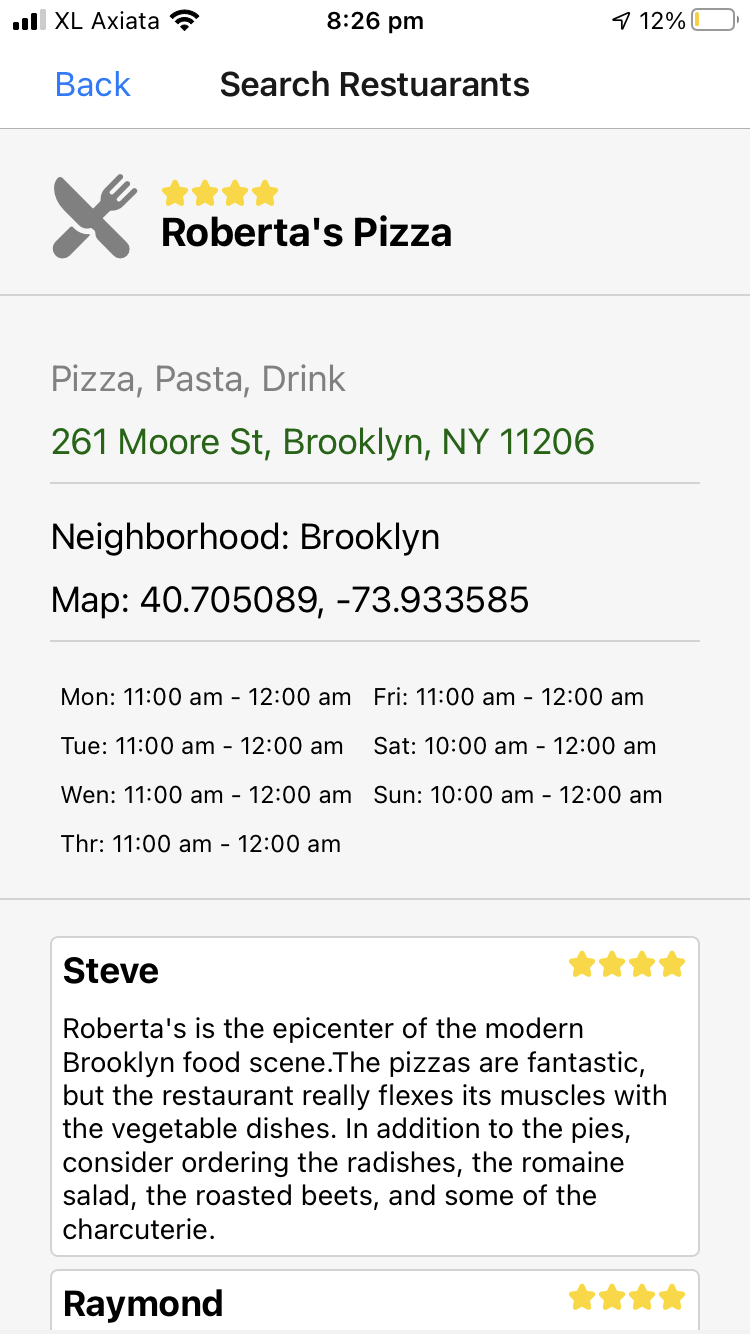 XL Axiata 8:26 pm 12%
Back Search Restuarants
Roberta's Pizza
Pizza, Pasta, Drink
261 Moore St, Brooklyn, NY 11206
Neighborhood: Brooklyn
Map: 40.705089, -73.933585
Mon: 11:00 am - 12:00 am Fri: 11:00 am - 12:00 am
Tue: 11:00 am - 12:00 am Sat: 10:00 am - 12:00 am
Wen: 11:00 am - 12:00 am Sun: 10:00 am - 12:00 am
Thr: 11:00 am - 12:00 am
Steve
Roberta's is the epicenter of the modern
Brooklyn food scene.The pizzas are fantastic,
but the restaurant really flexes its muscles with
the vegetable dishes. In addition to the pies,
consider ordering the radishes, the romaine
salad, the roasted beets, and some of the
charcuterie.
Raymond